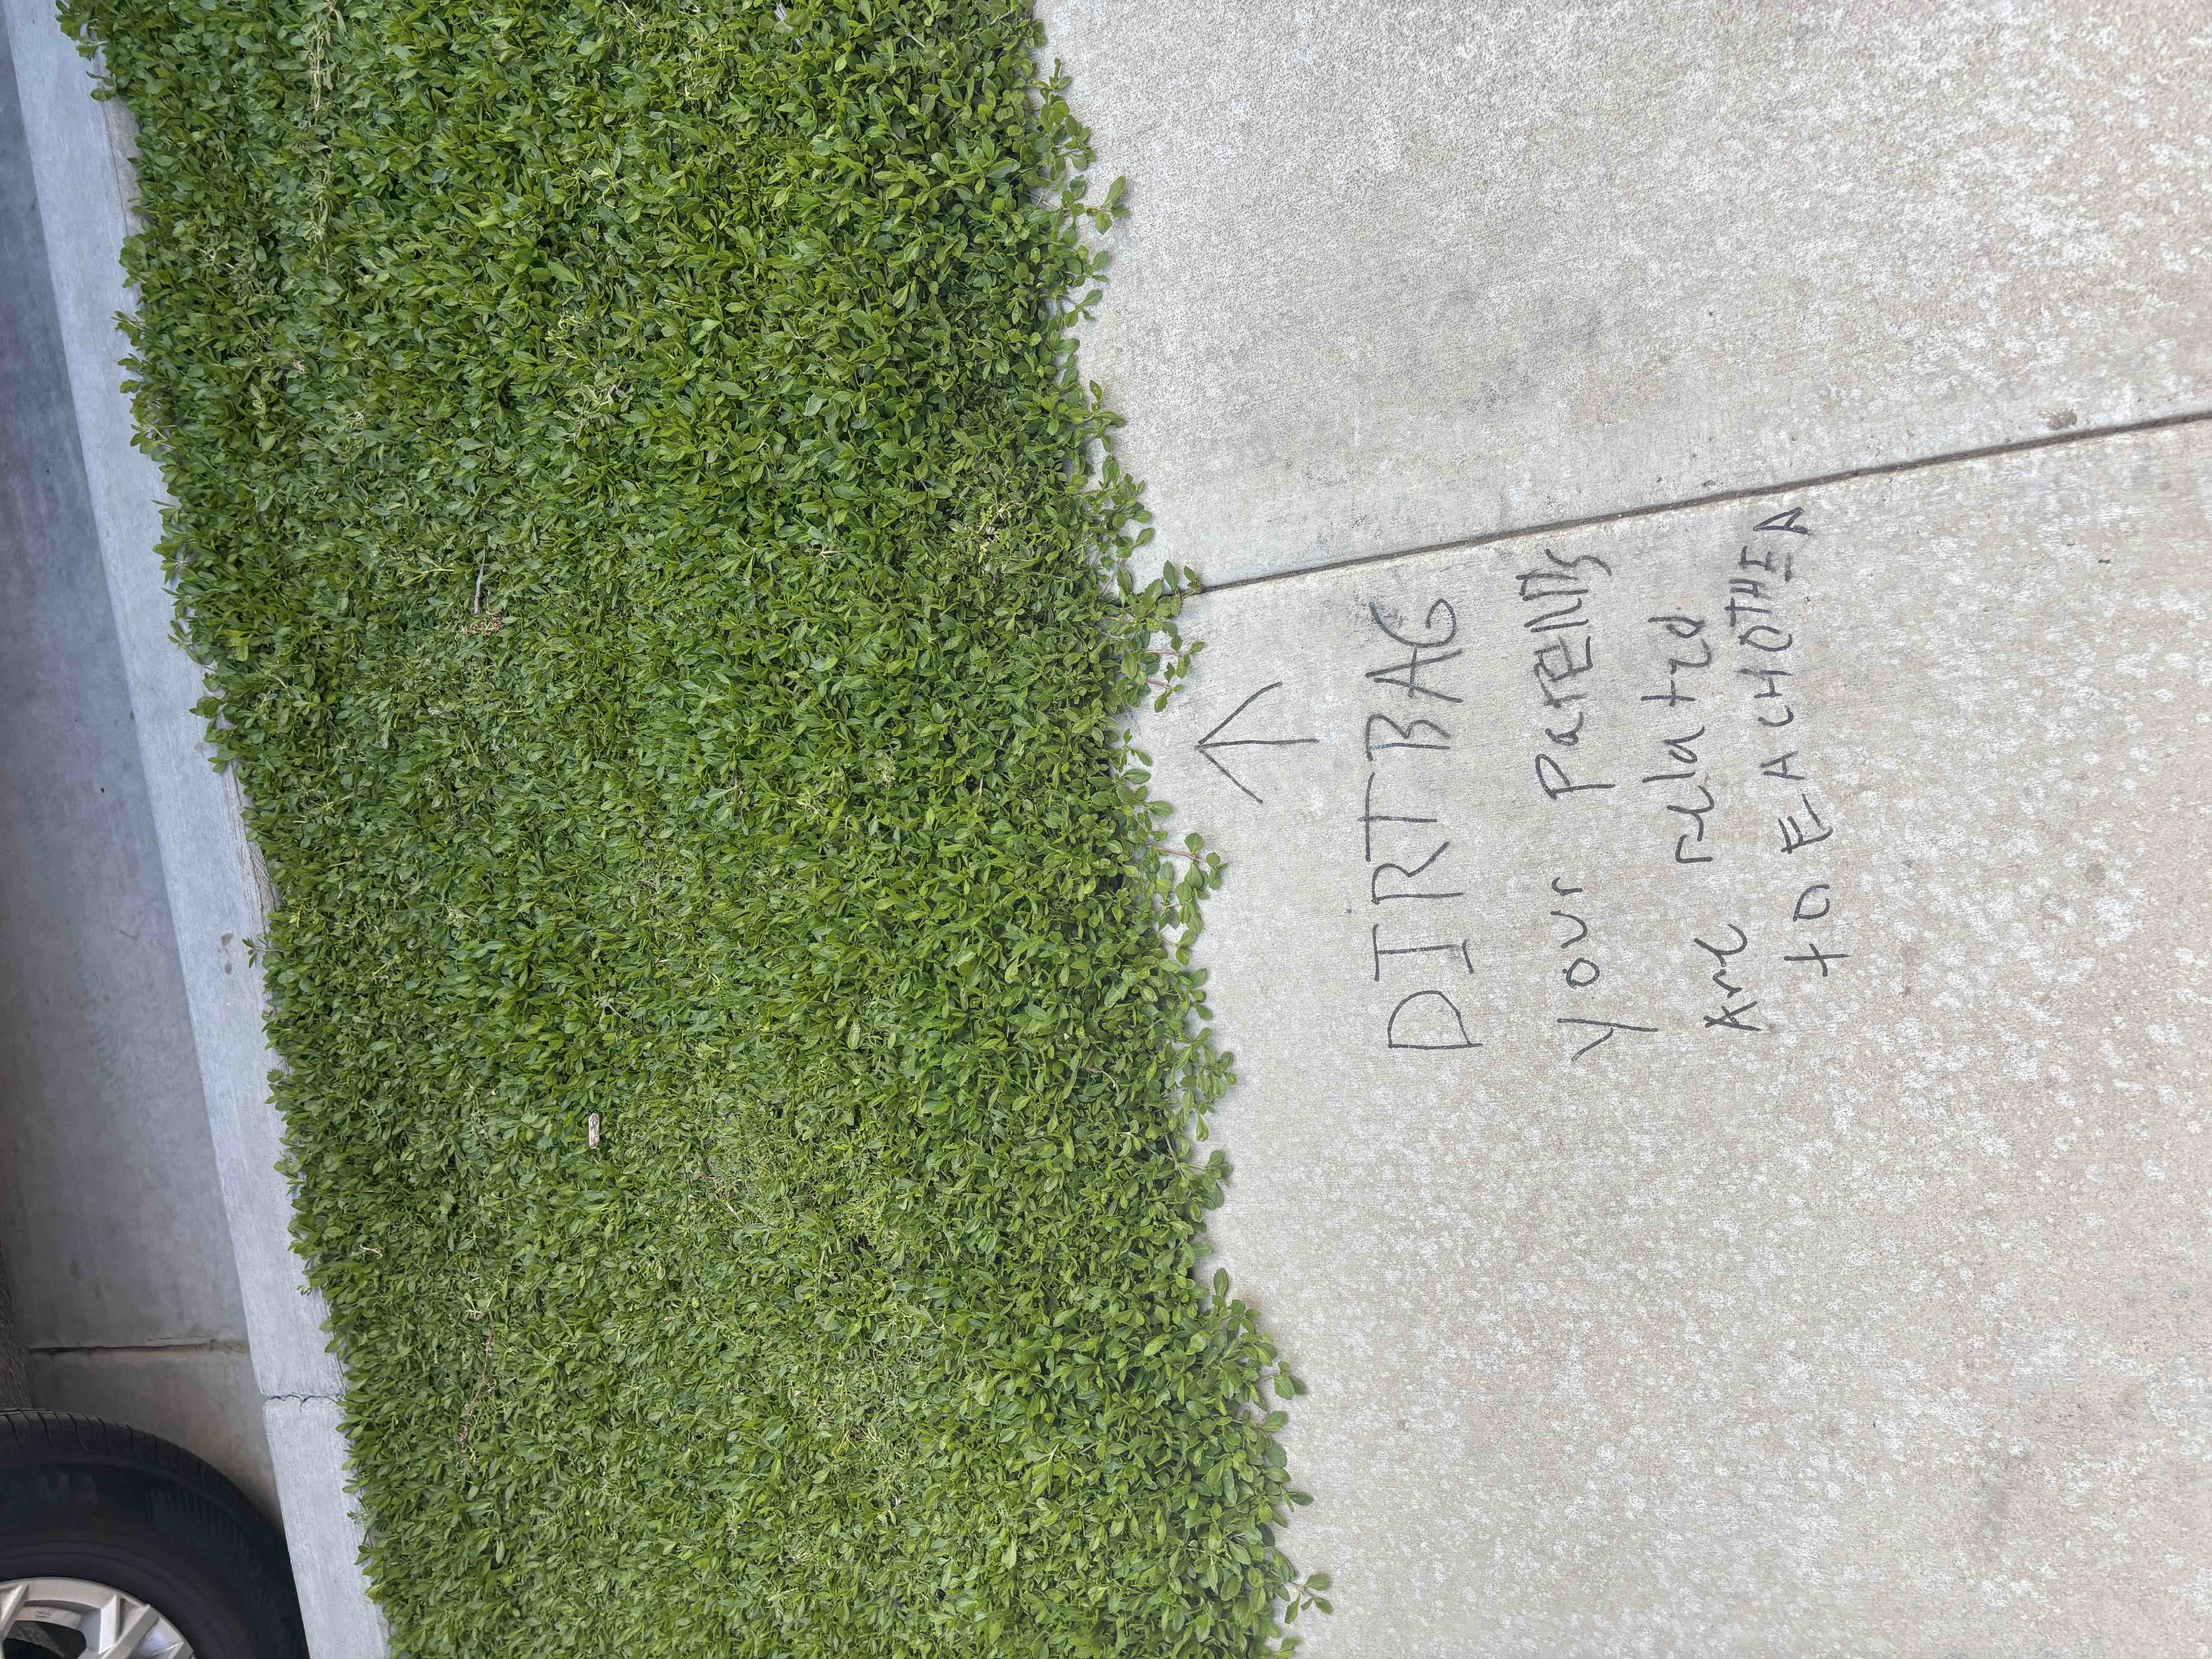 ↑
DIRTBAG
your parENTs
Are related
to EACHOTHER